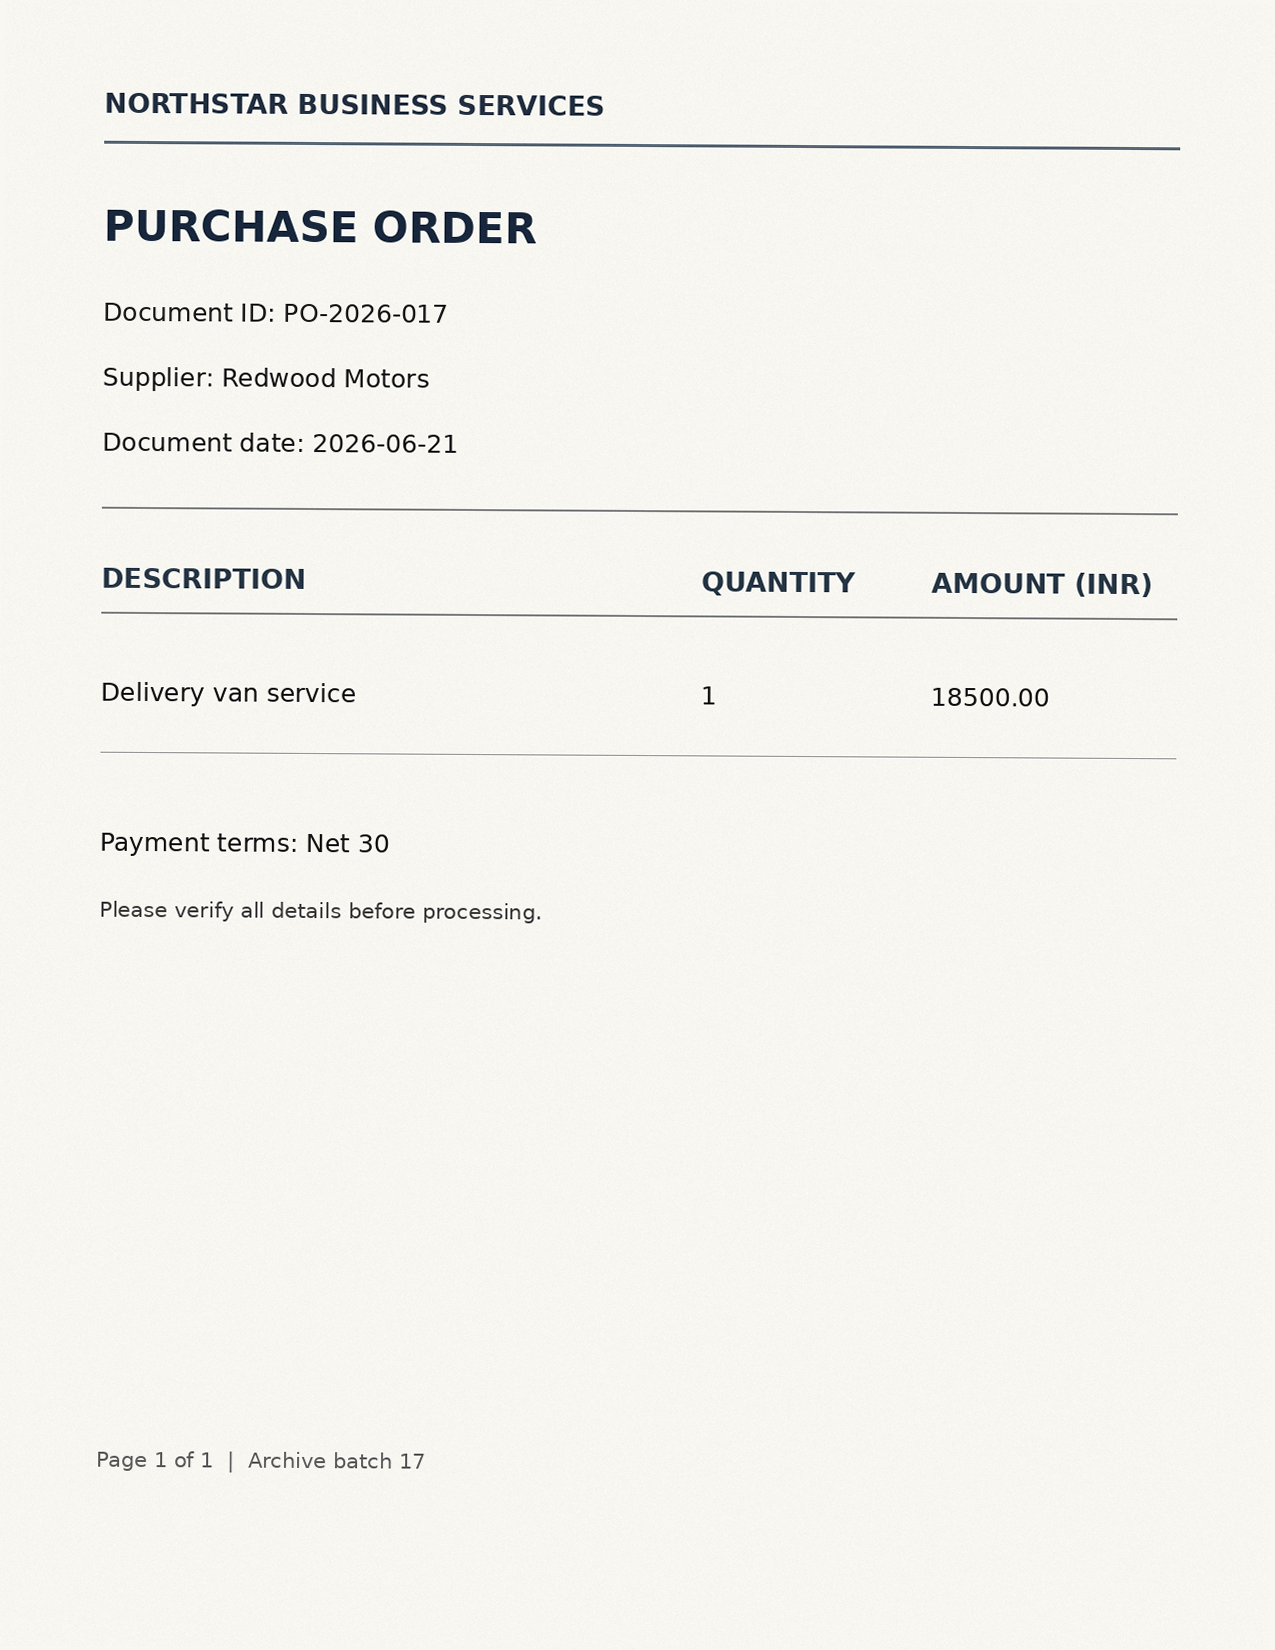 NORTHSTAR BUSINESS SERVICES
PURCHASE ORDER
Document ID: PO-2026-017
Supplier: Redwood Motors
Document date: 2026-06-21
DESCRIPTION QUANTITY AMOUNT (INR)
Delivery van service 1 18500.00
Payment terms: Net 30
Please verify all details before processing.
Page 1 of 1 | Archive batch 17